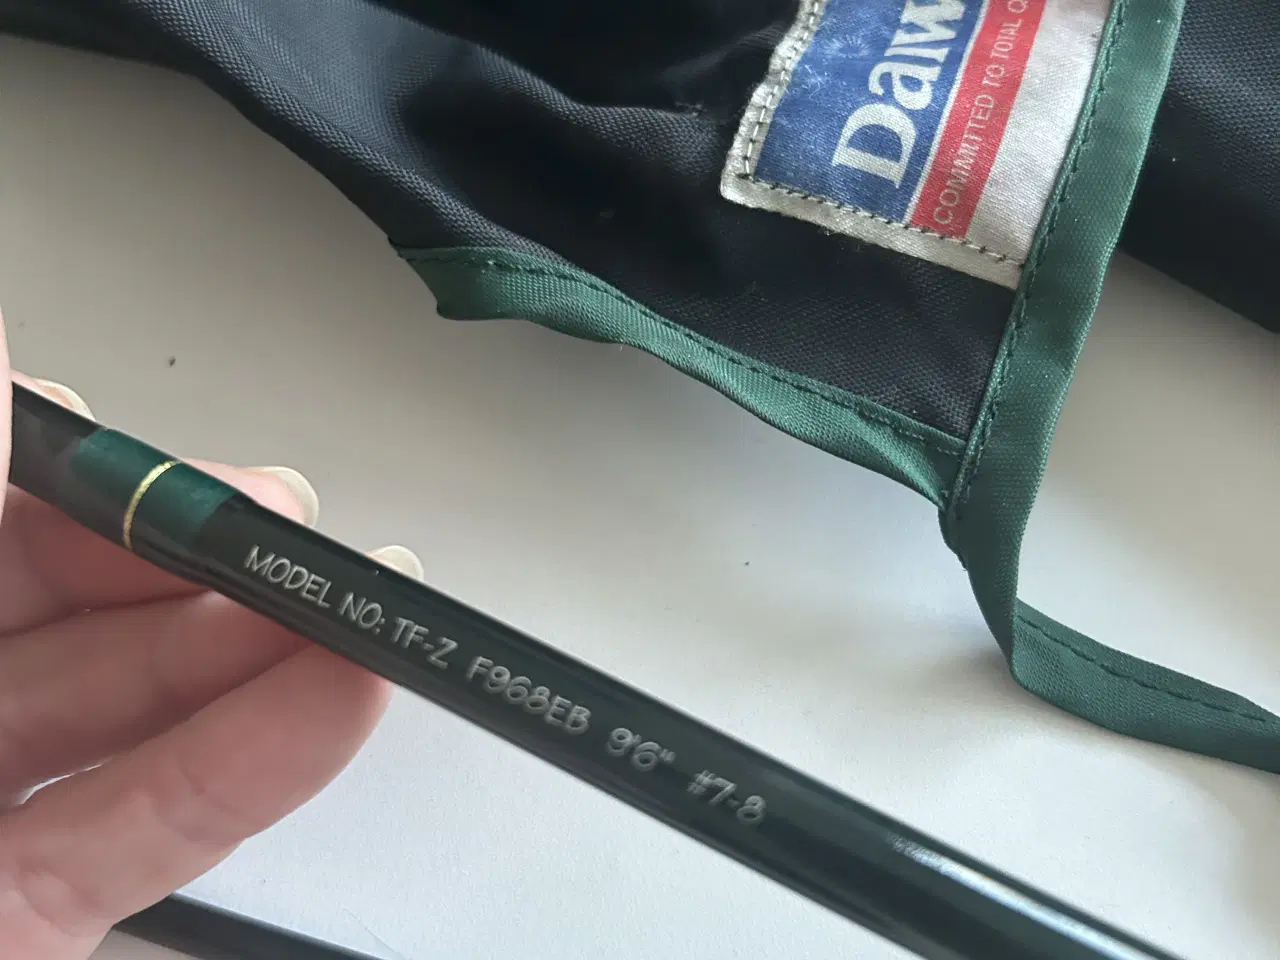 Daw
COMMITTED TO TOTAL Q
MODEL NO: TF-Z F968EB 9'6" #7-8